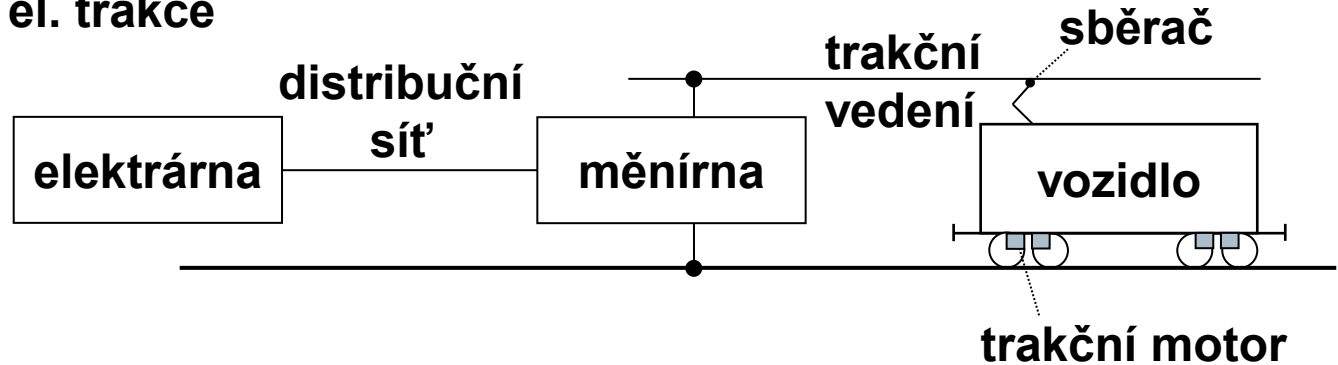 el. trakce
sběrač
trakční
vedení
distribuční
síť
elektrárna
měnírna
vozidlo
trakční motor